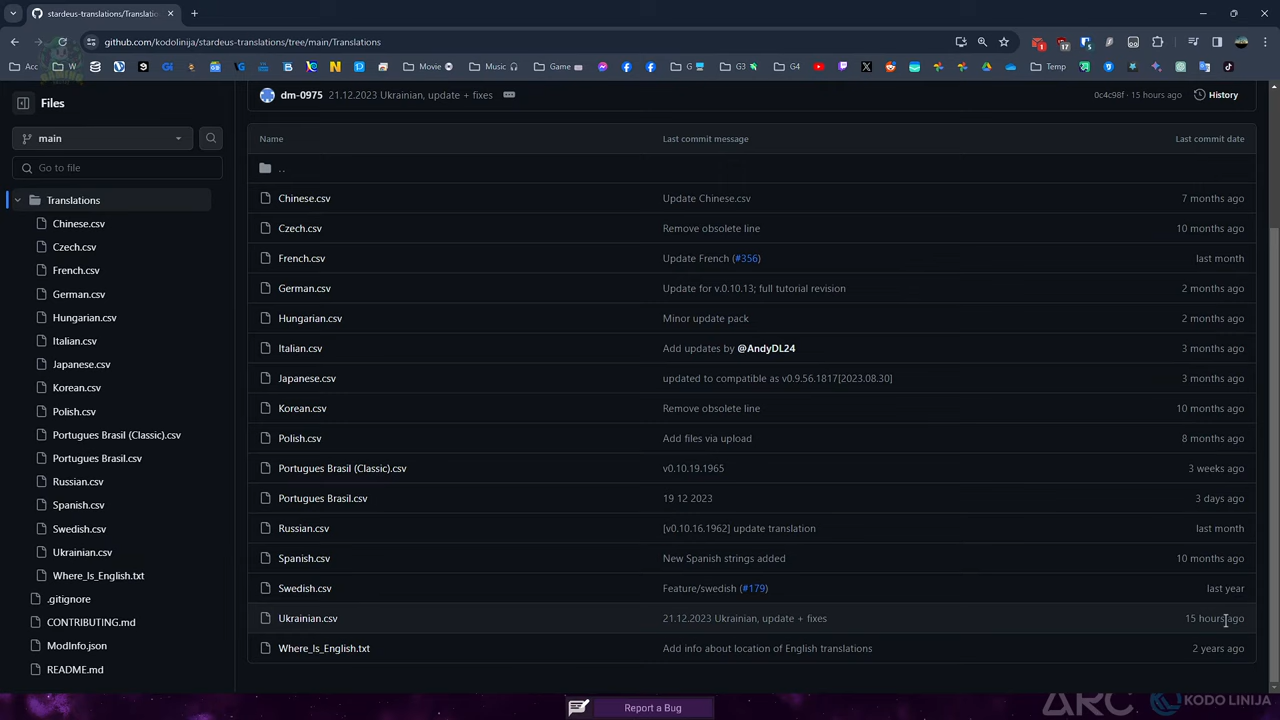 stardeus-translations/Translatio
github.com/kodolinija/stardeus-translations/tree/main/Translations
Movie
Music
Game
G
G3
G4
Temp
Files
main
Go to file
Translations
Chinese.csv
Czech.csv
French.csv
German.csv
Hungarian.csv
Italian.csv
Japanese.csv
Korean.csv
Polish.csv
Portugues Brasil (Classic).csv
Portugues Brasil.csv
Russian.csv
Spanish.csv
Swedish.csv
Ukrainian.csv
Where_Is_English.txt
.gitignore
CONTRIBUTING.md
ModInfo.json
README.md
dm-0975 21.12.2023 Ukrainian, update + fixes 0c4c98f · 15 hours ago History
Name Last commit message Last commit date
..
Chinese.csv Update Chinese.csv 7 months ago
Czech.csv Remove obsolete line 10 months ago
French.csv Update French (#356) last month
German.csv Update for v.0.10.13; full tutorial revision 2 months ago
Hungarian.csv Minor update pack 2 months ago
Italian.csv Add updates by @AndyDL24 3 months ago
Japanese.csv updated to compatible as v0.9.56.1817[2023.08.30] 3 months ago
Korean.csv Remove obsolete line 10 months ago
Polish.csv Add files via upload 8 months ago
Portugues Brasil (Classic).csv v0.10.19.1965 3 weeks ago
Portugues Brasil.csv 19 12 2023 3 days ago
Russian.csv [v0.10.16.1962] update translation last month
Spanish.csv New Spanish strings added 10 months ago
Swedish.csv Feature/swedish (#179) last year
Ukrainian.csv 21.12.2023 Ukrainian, update + fixes 15 hours ago
Where_Is_English.txt Add info about location of English translations 2 years ago
Report a Bug
ARC
KODO LINIJA